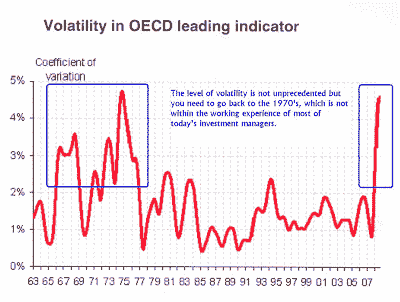 Volatility in OECD leading indicator
Coefficient of
variation
The level of volatility is not unprecedented but
you need to go back to the 1970's, which is not
within the working experience of most of
today's investment managers.
5%
4%
3%
2%
1%
0%
63 65 67 69 71 73 75 77 79 81 83 85 87 89 91 93 95 97 99 01 03 05 07